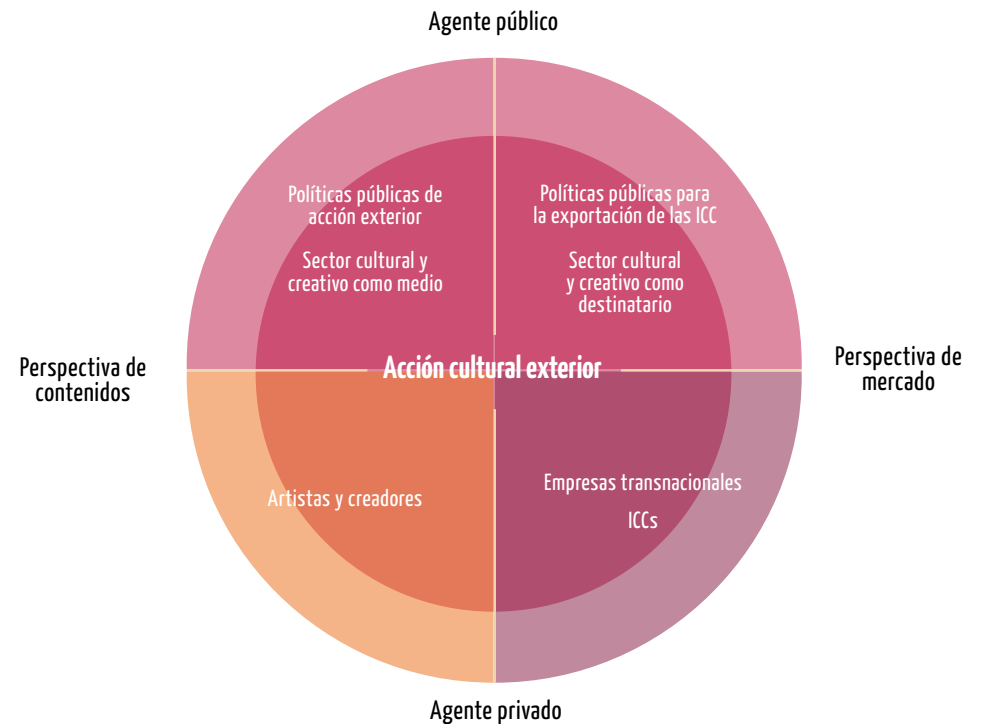 Agente público
Políticas públicas de
acción exterior
Sector cultural y
creativo como medio
Políticas públicas para
la exportación de las ICC
Sector cultural
y creativo como
destinatario
Perspectiva de
contenidos
Acción cultural exterior
Perspectiva de
mercado
Artistas y creadores
Empresas transnacionales
ICCs
Agente privado